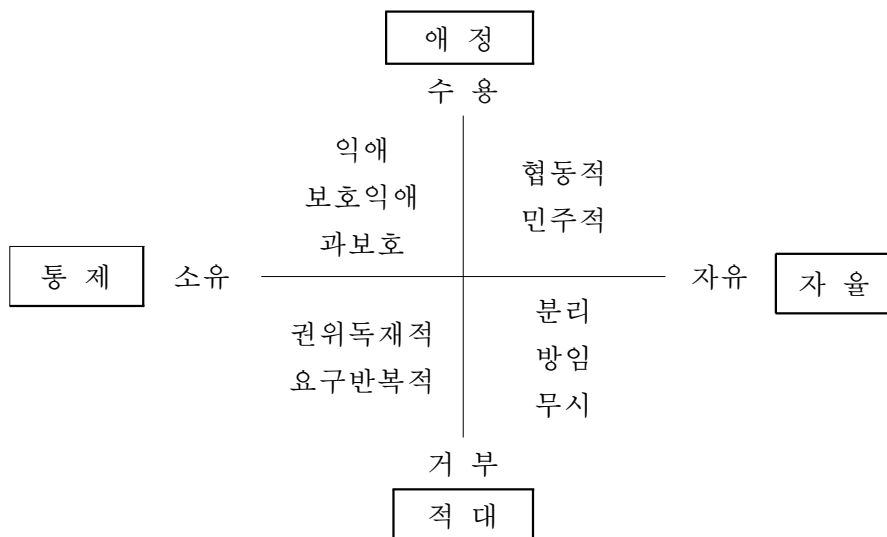 애 정
수 용
익애
보호익애
과보호
협동적
민주적
통 제 소유 자유 자 율
권위독재적
요구반복적
분리
방임
무시
거 부
적 대